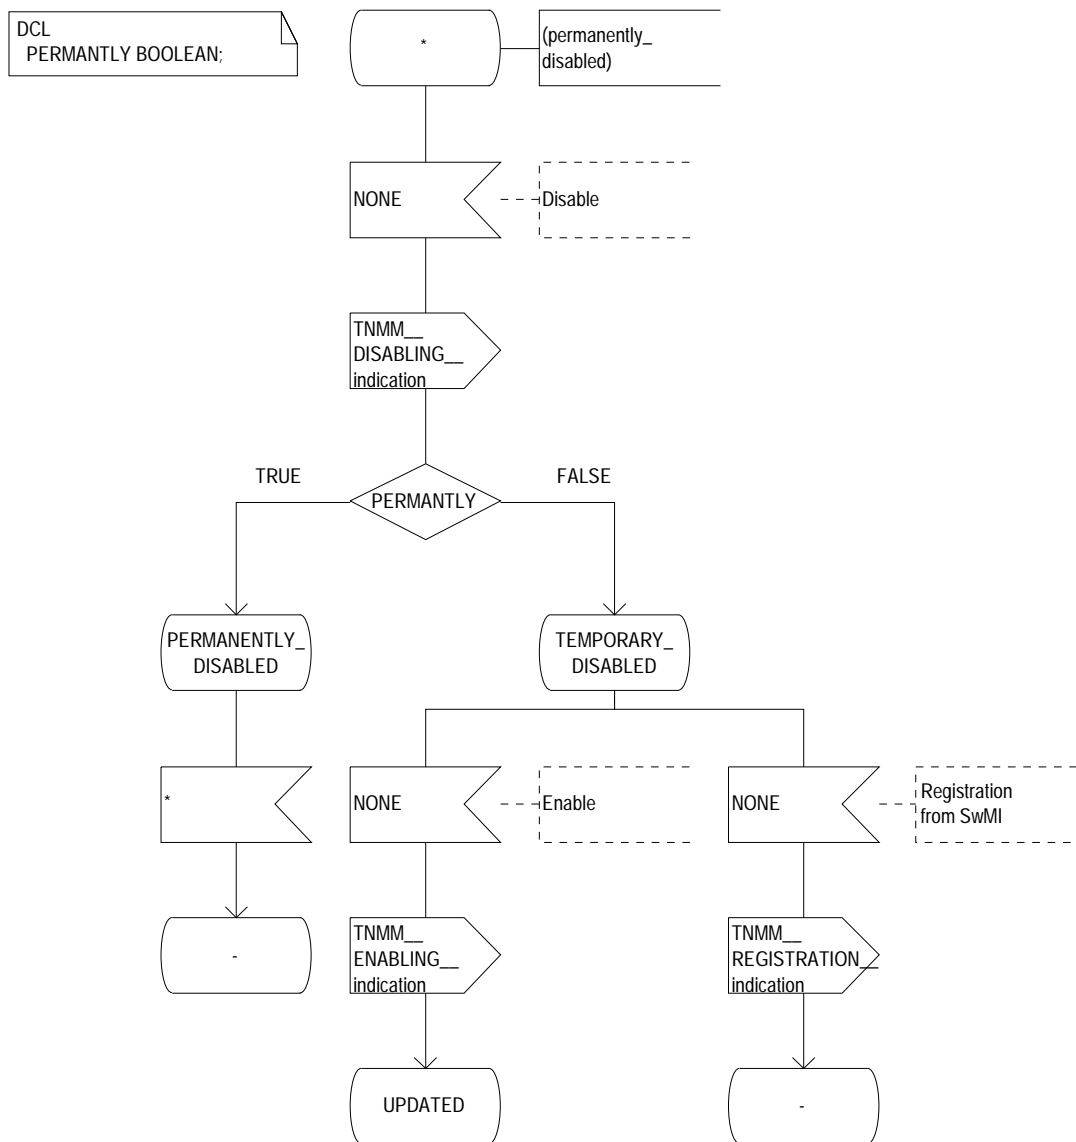 DCL
PERMANTLY BOOLEAN;
*
(permanently_
disabled)
NONE
Disable
TNMM__
DISABLING__
indication
TRUE
FALSE
PERMANTLY
PERMANENTLY_
DISABLED
TEMPORARY_
DISABLED
*
NONE
Enable
NONE
Registration
from SwMI
-
TNMM__
ENABLING__
indication
TNMM__
REGISTRATION__
indication
UPDATED
-